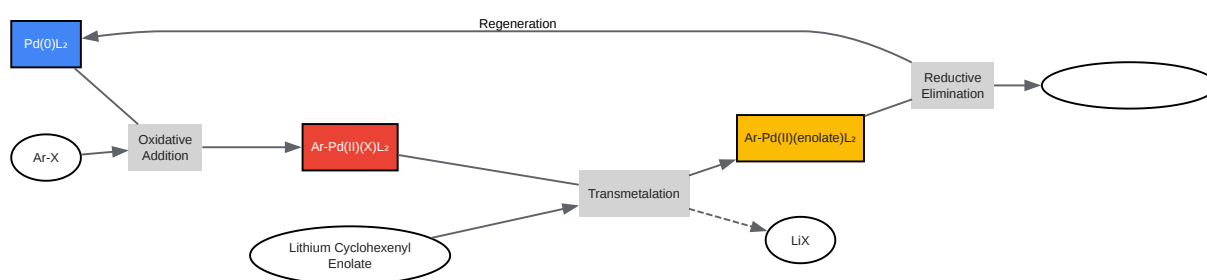 Regeneration
Pd(0)L₂
Reductive
Elimination
Ar-Pd(II)(enolate)L₂
Ar-Pd(II)(X)L₂
Oxidative
Addition
Ar-X
Transmetalation
Lithium Cyclohexenyl
Enolate
LiX